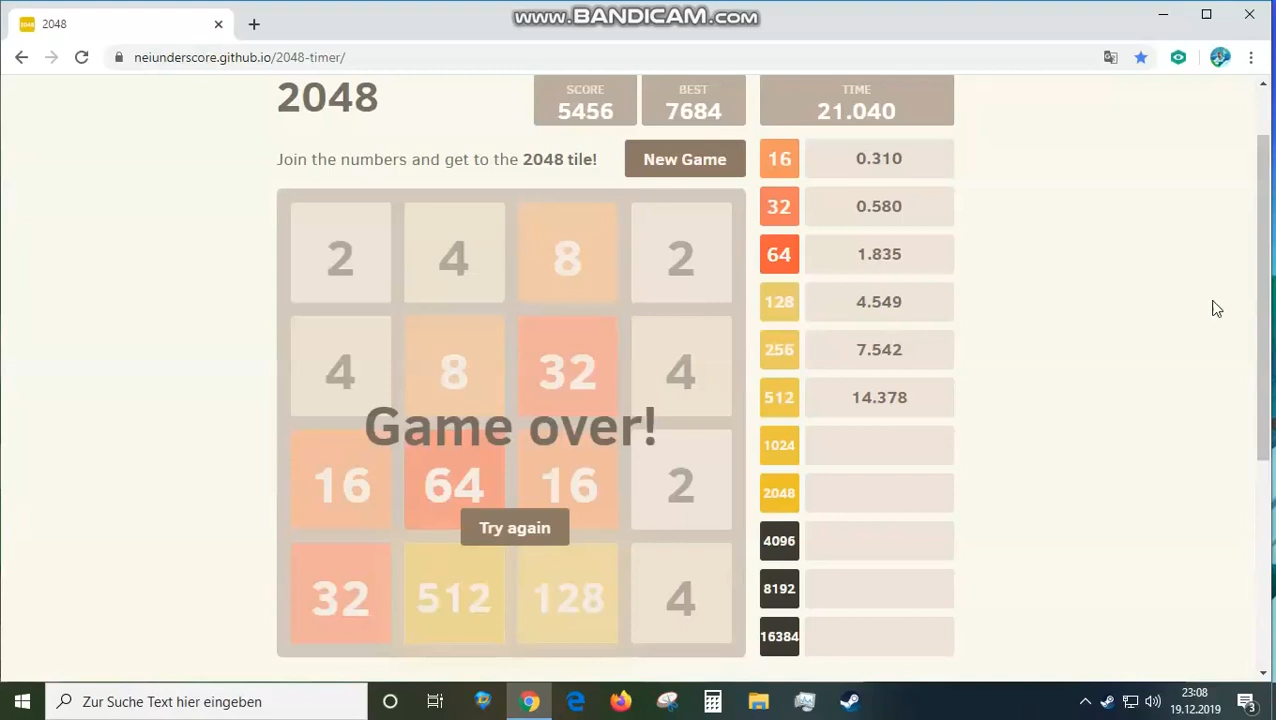 www.BANDICAM.com
2048
neiunderscore.github.io/2048-timer/
2048
SCORE
5456
BEST
7684
TIME
21.040
Join the numbers and get to the 2048 tile!
New Game
2 4 8 2
4 8 32 4
Game over!
16 64 16 2
Try again
32 512 128 4
16 0.310
32 0.580
64 1.835
128 4.549
256 7.542
512 14.378
1024
2048
4096
8192
16384
Zur Suche Text hier eingeben
23:08
19.12.2019
3